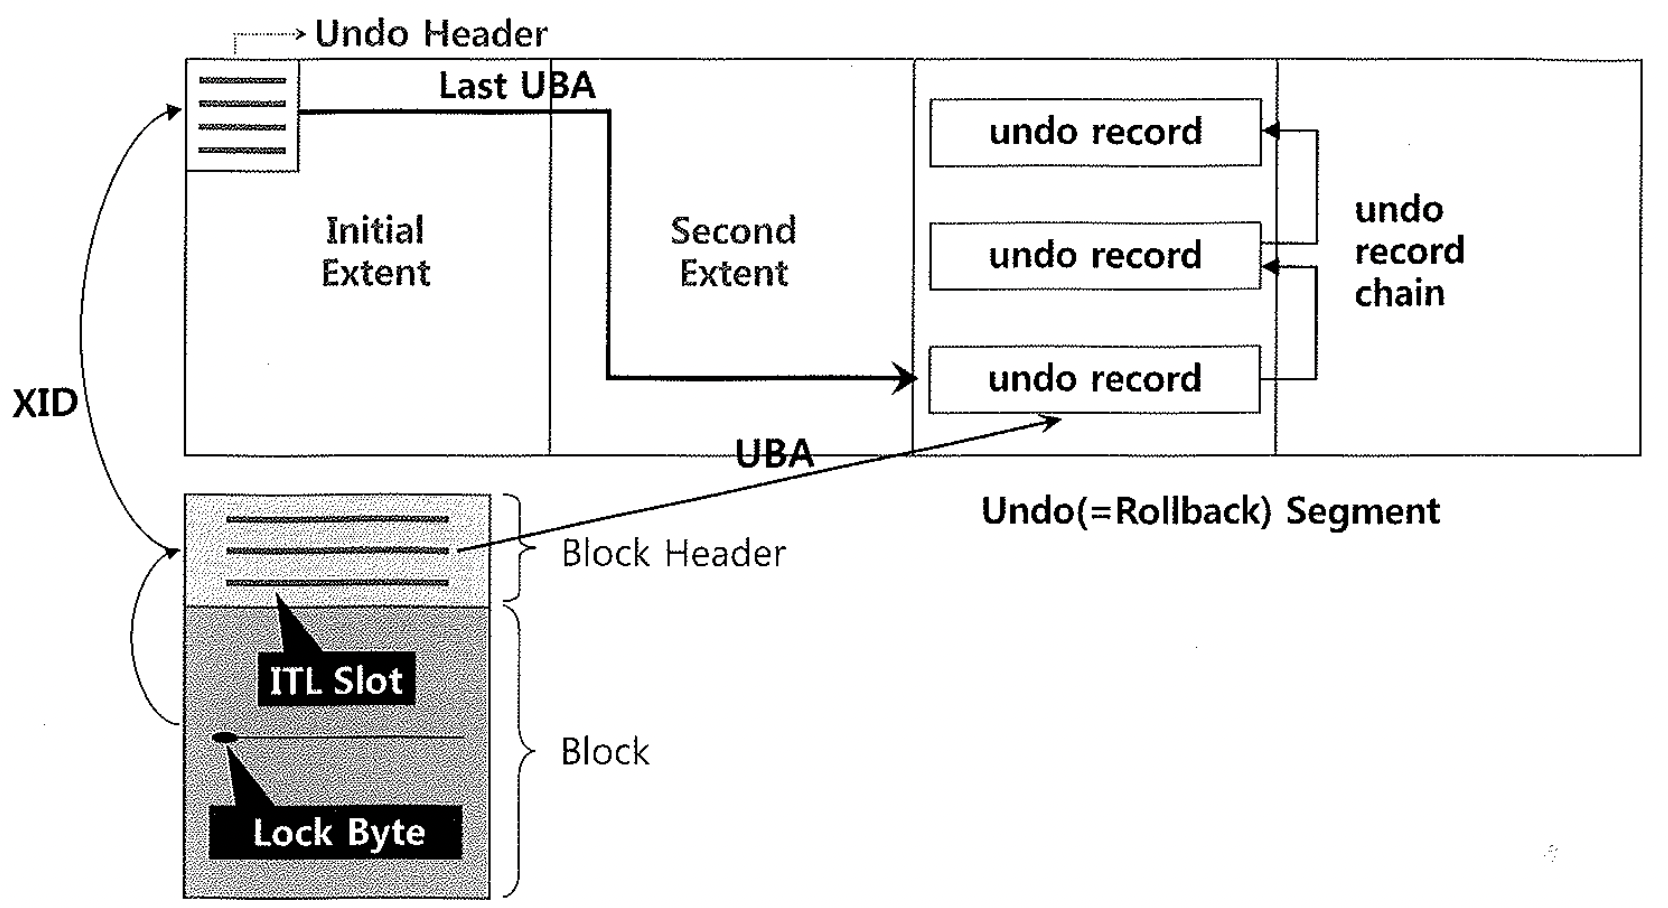 Undo Header
Last UBA
undo record
Initial
Extent
Second
Extent
undo record
undo
record
chain
undo record
XID
UBA
Undo(=Rollback) Segment
Block Header
ITL Slot
Block
Lock Byte